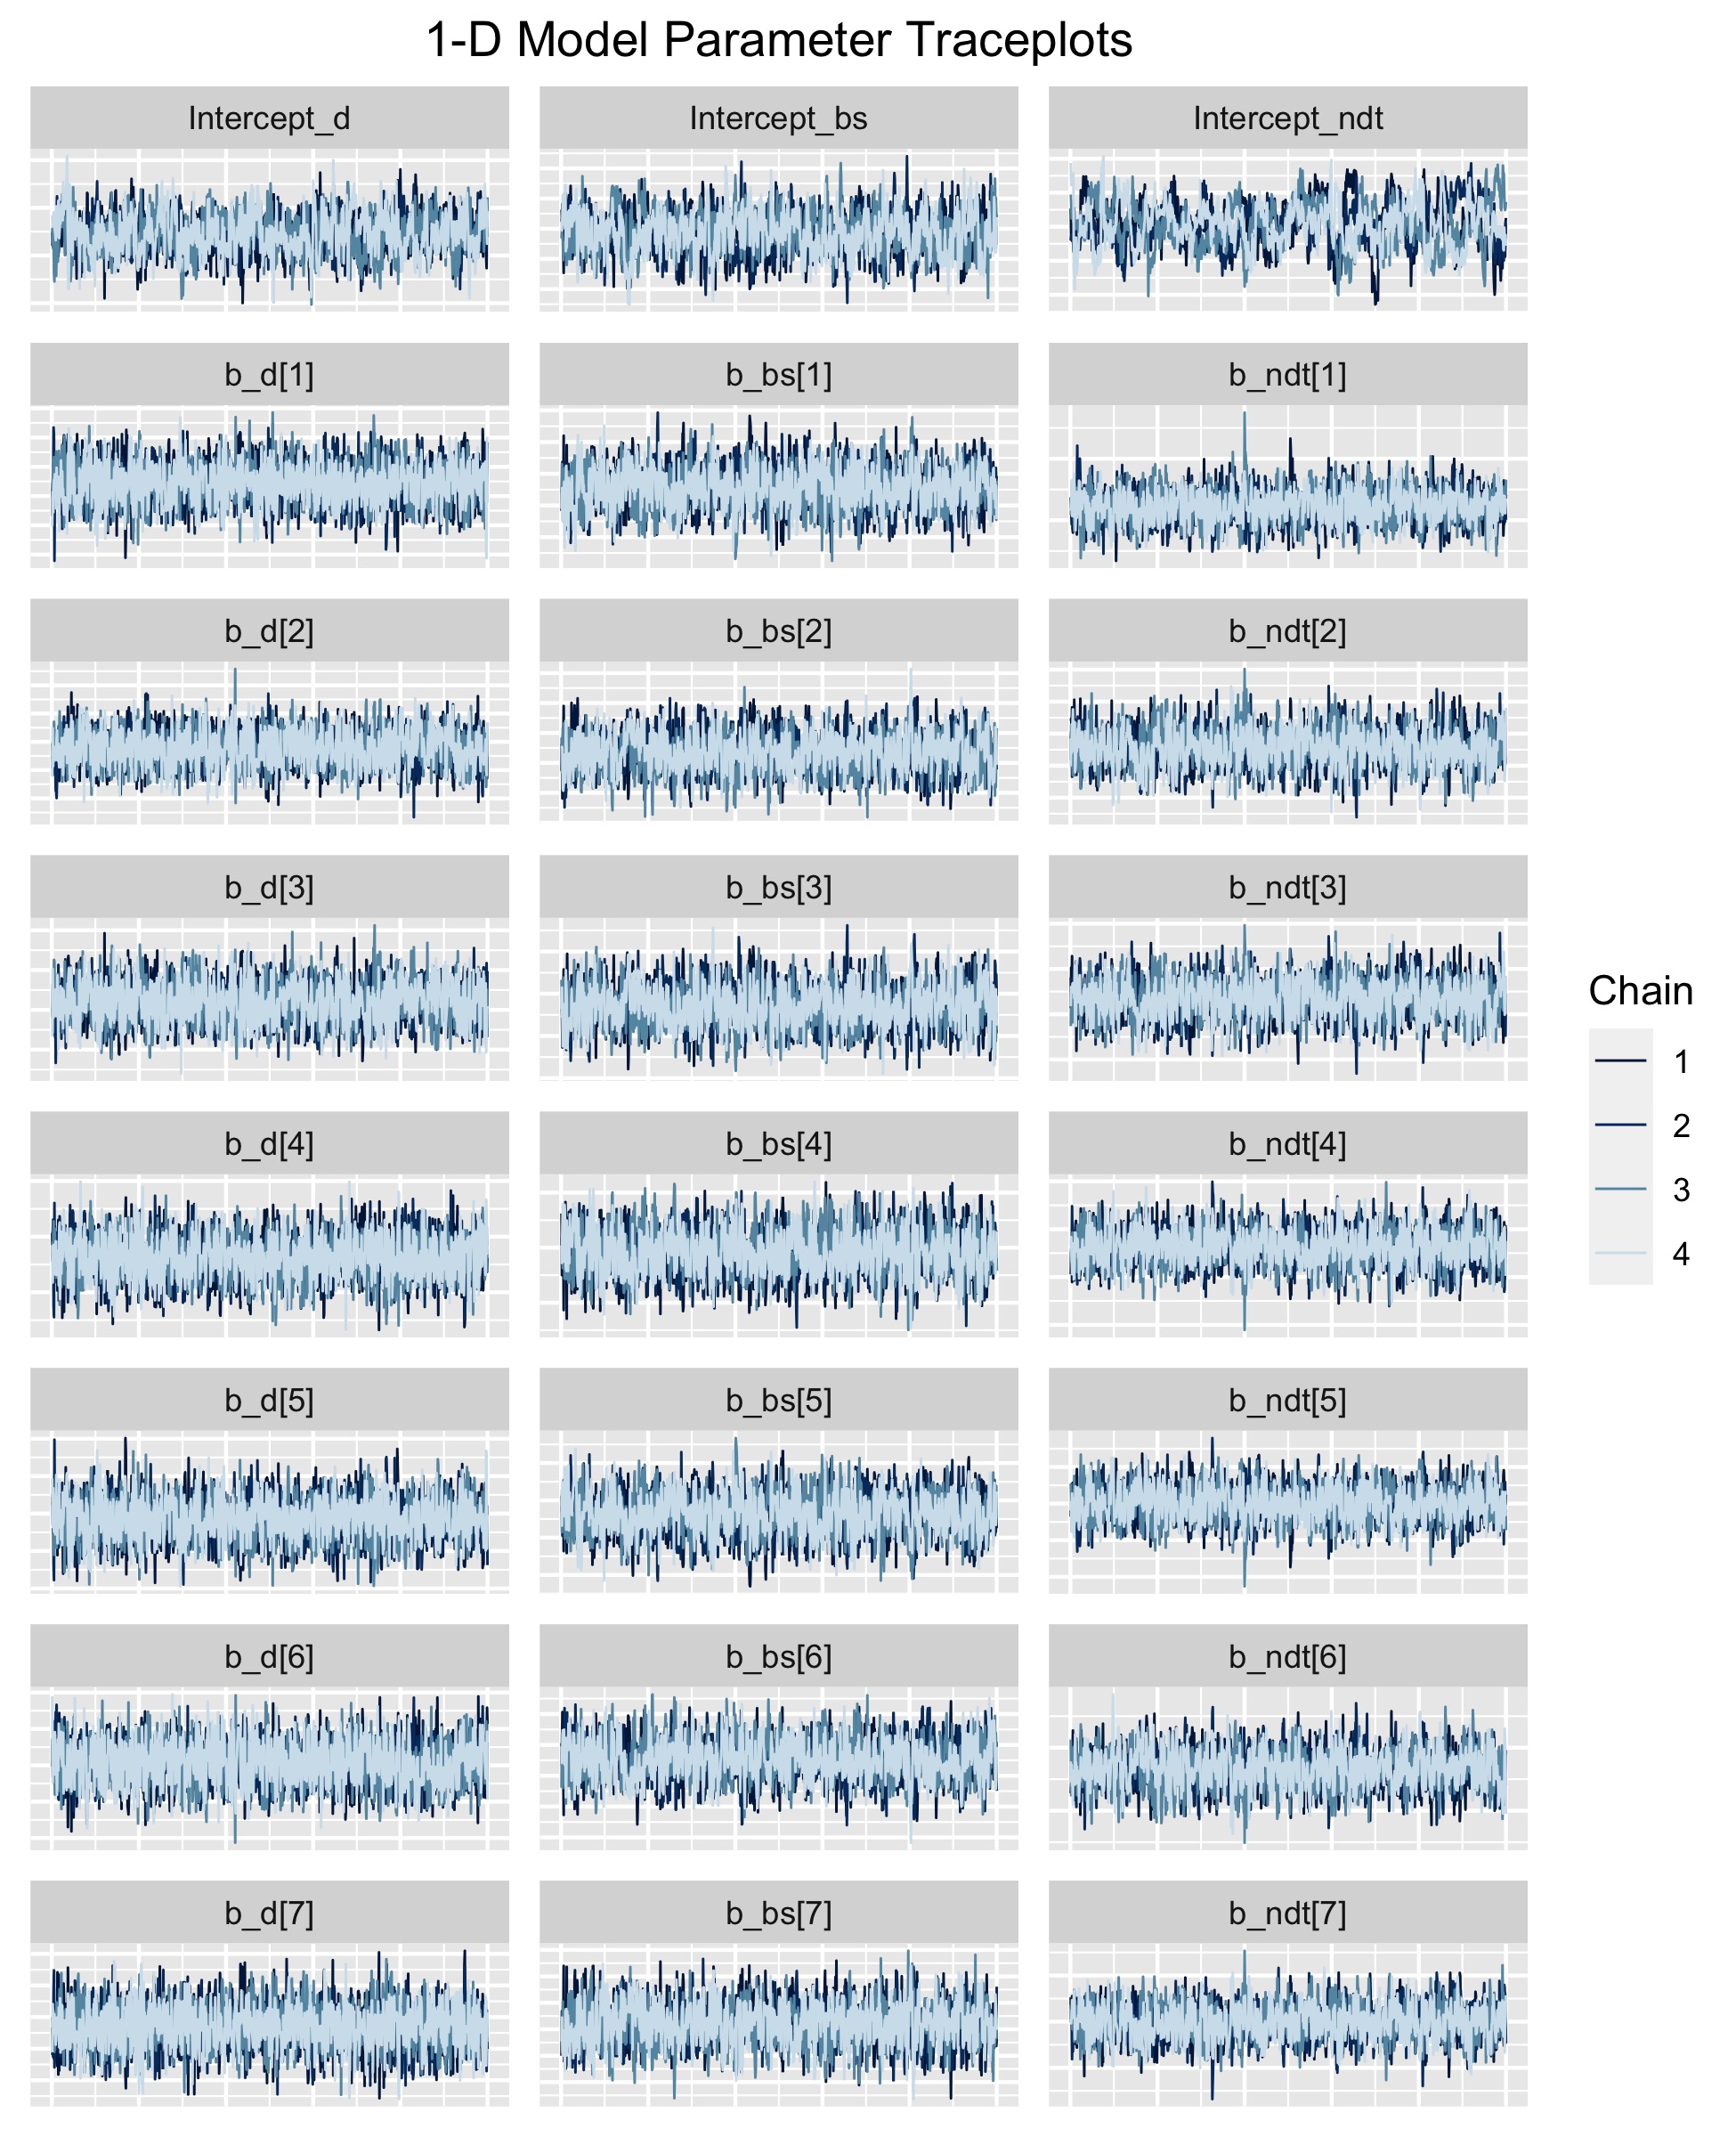 1-D Model Parameter Traceplots
Intercept_d
Intercept_bs
Intercept_ndt
b_d[1]
b_bs[1]
b_ndt[1]
b_d[2]
b_bs[2]
b_ndt[2]
b_d[3]
b_bs[3]
b_ndt[3]
b_d[4]
b_bs[4]
b_ndt[4]
b_d[5]
b_bs[5]
b_ndt[5]
b_d[6]
b_bs[6]
b_ndt[6]
b_d[7]
b_bs[7]
b_ndt[7]
Chain
1
2
3
4